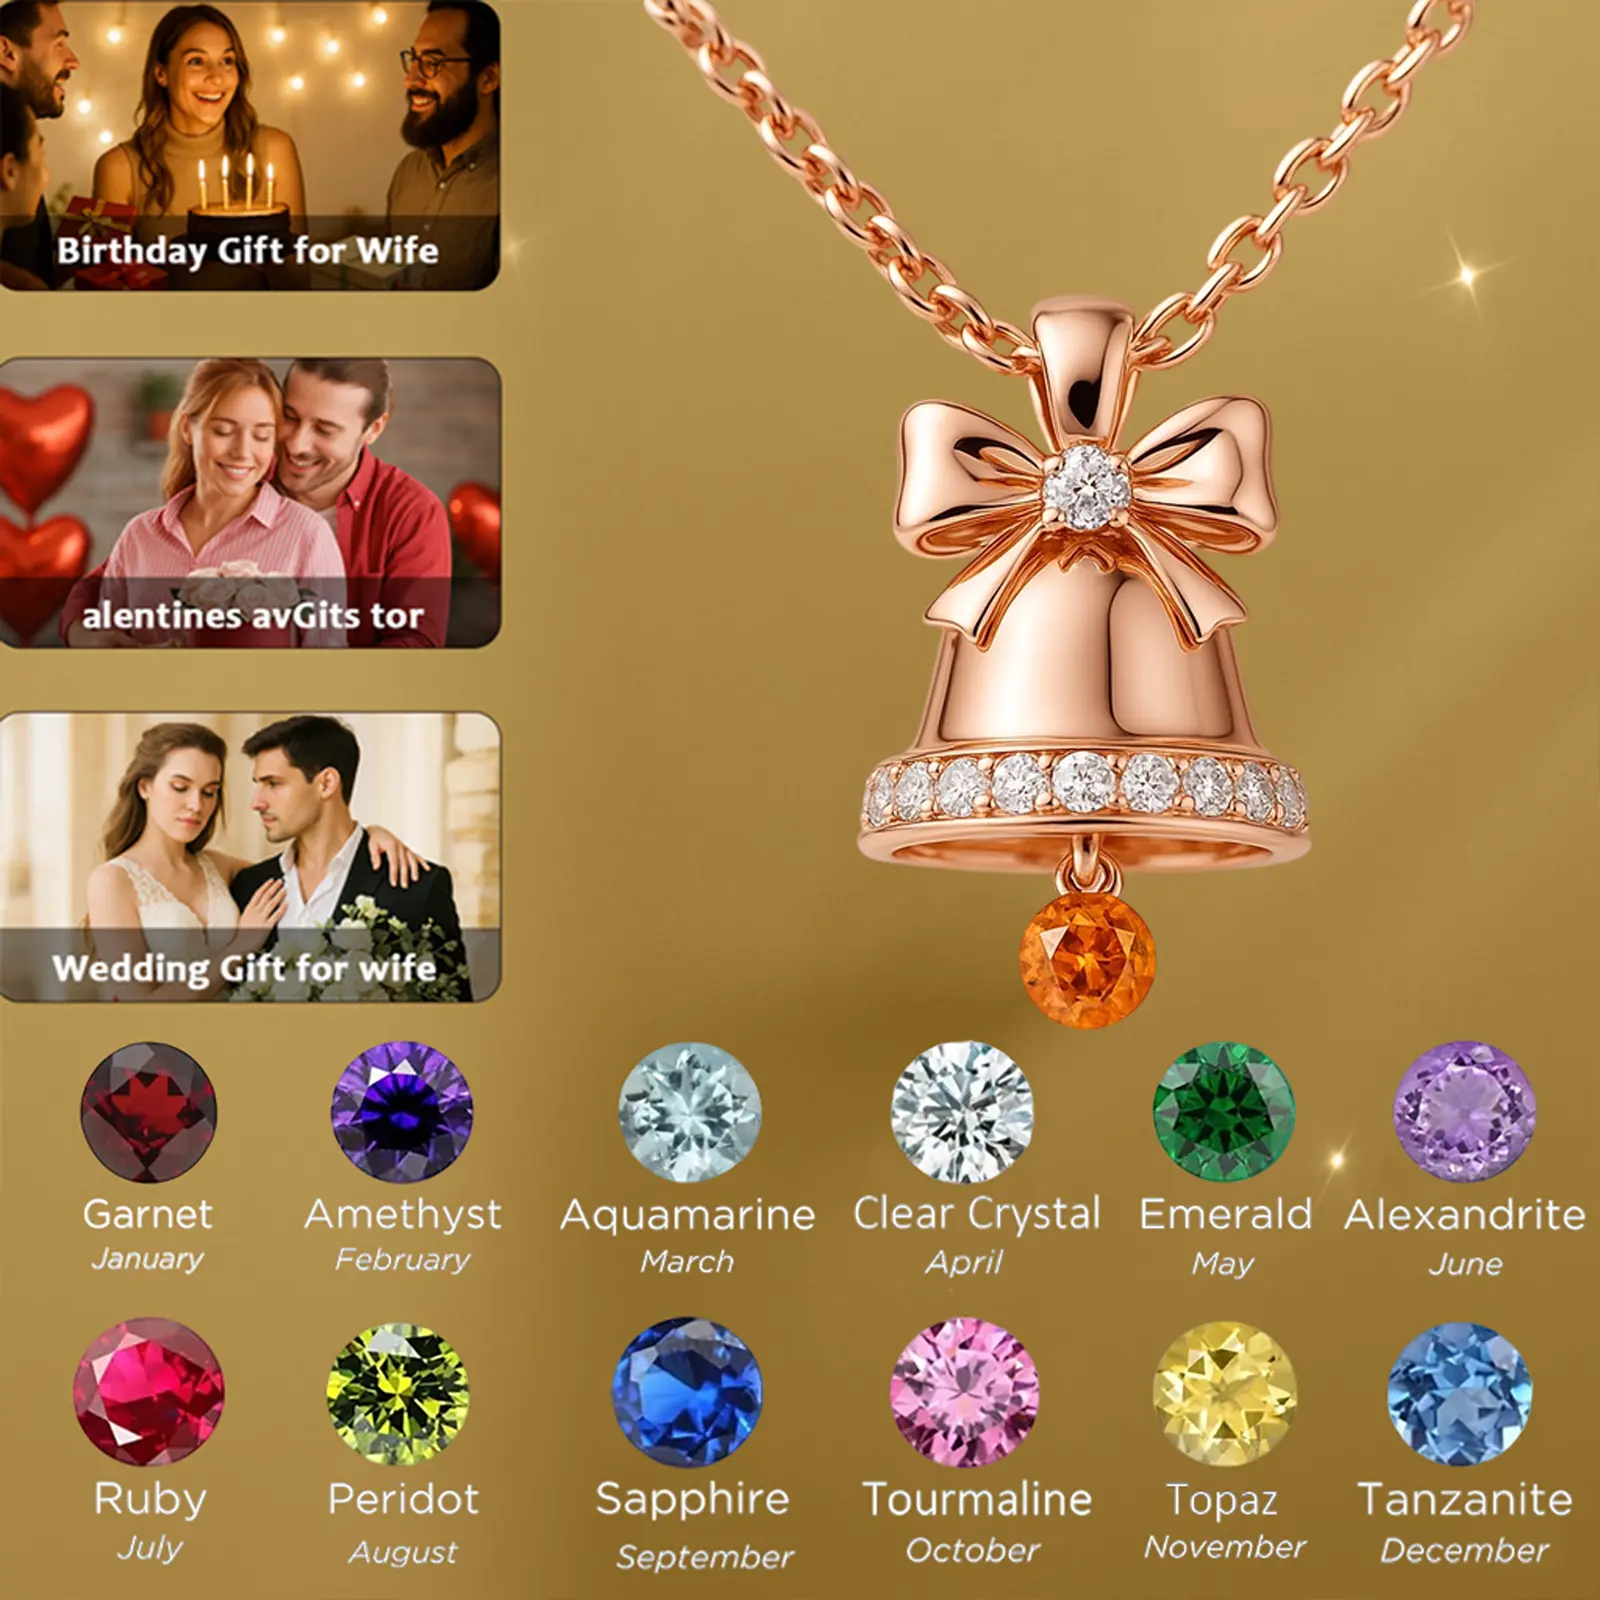 Birthday Gift for Wife
alentines avGits tor
Wedding Gift for wife
Garnet
January
Amethyst
February
Aquamarine
March
Clear Crystal
April
Emerald
May
Alexandrite
June
Ruby
July
Peridot
August
Sapphire
September
Tourmaline
October
Topaz
November
Tanzanite
December